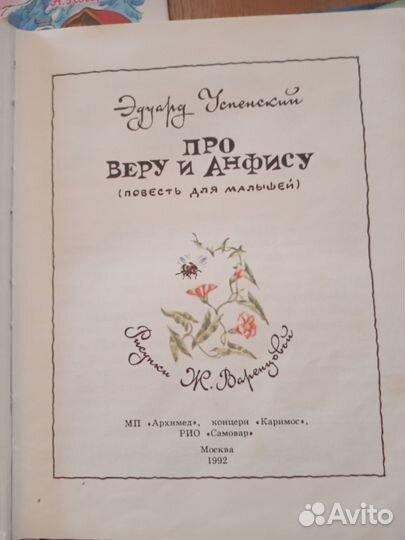 Эдуард Успенский
ПРО
ВЕРУ И АНФИСУ
(ПОВЕСТЬ ДЛЯ МАЛЫШЕЙ)
Рисунки Ж. Варенцовой
МП «Архимед», концерн «Каримос»,
РИО «Самовар»
Москва
1992
Avito